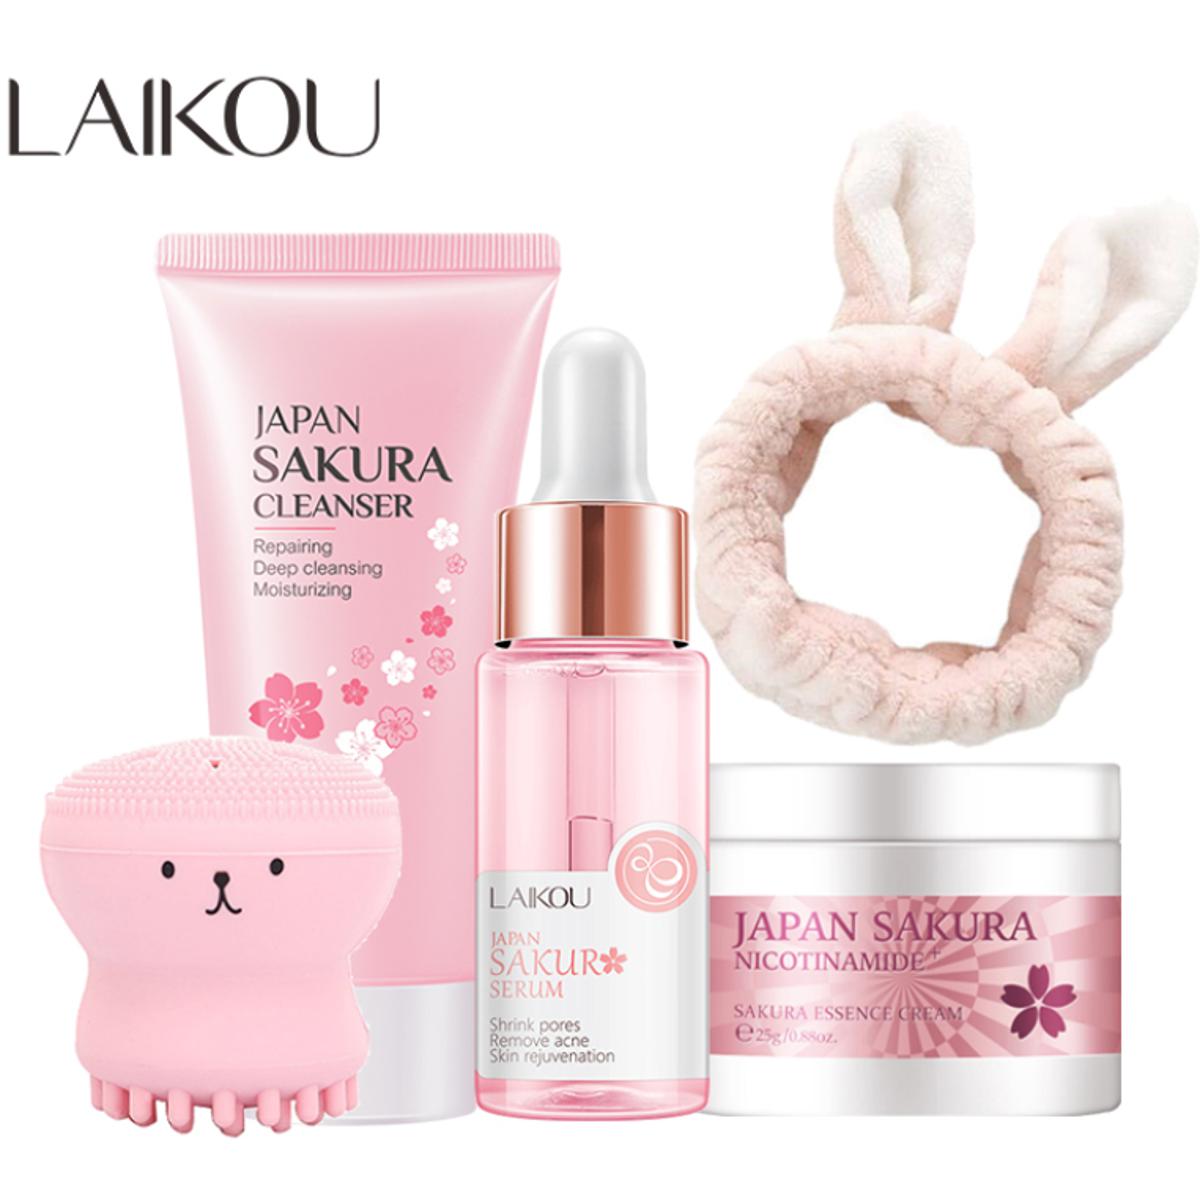 LAIKOU
JAPAN
SAKURA
CLEANSER
Repairing
Deep cleansing
Moisturizing
LAIKOU
JAPAN
SAKUR
SERUM
Shrink pores
Remove acne
Skin rejuvenation
JAPAN SAKURA
NICOTINAMIDE+
SAKURA ESSENCE CREAM
℮25g/0.88oz.